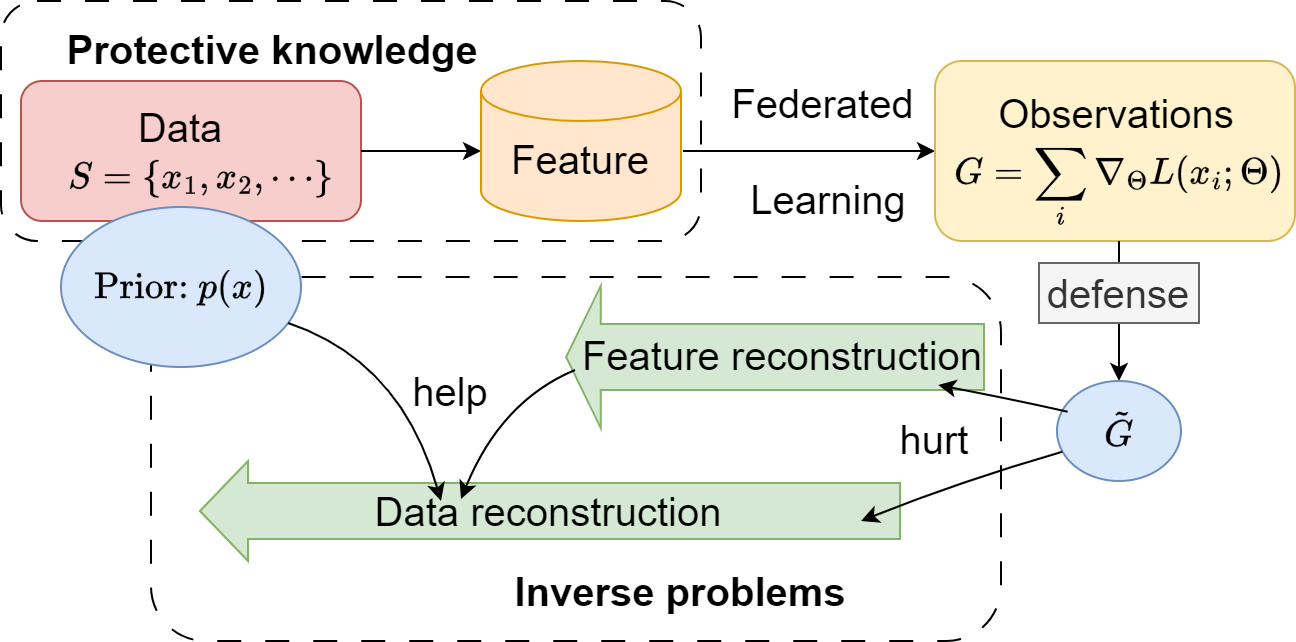 Protective knowledge
Data
S = {x₁, x₂, ⋯}
Feature
Federated
Learning
Observations
G = ∑ᵢ ∇_Θ L(xᵢ; Θ)
defense
Prior: p(x)
help
Feature reconstruction
hurt
G̃
Data reconstruction
Inverse problems